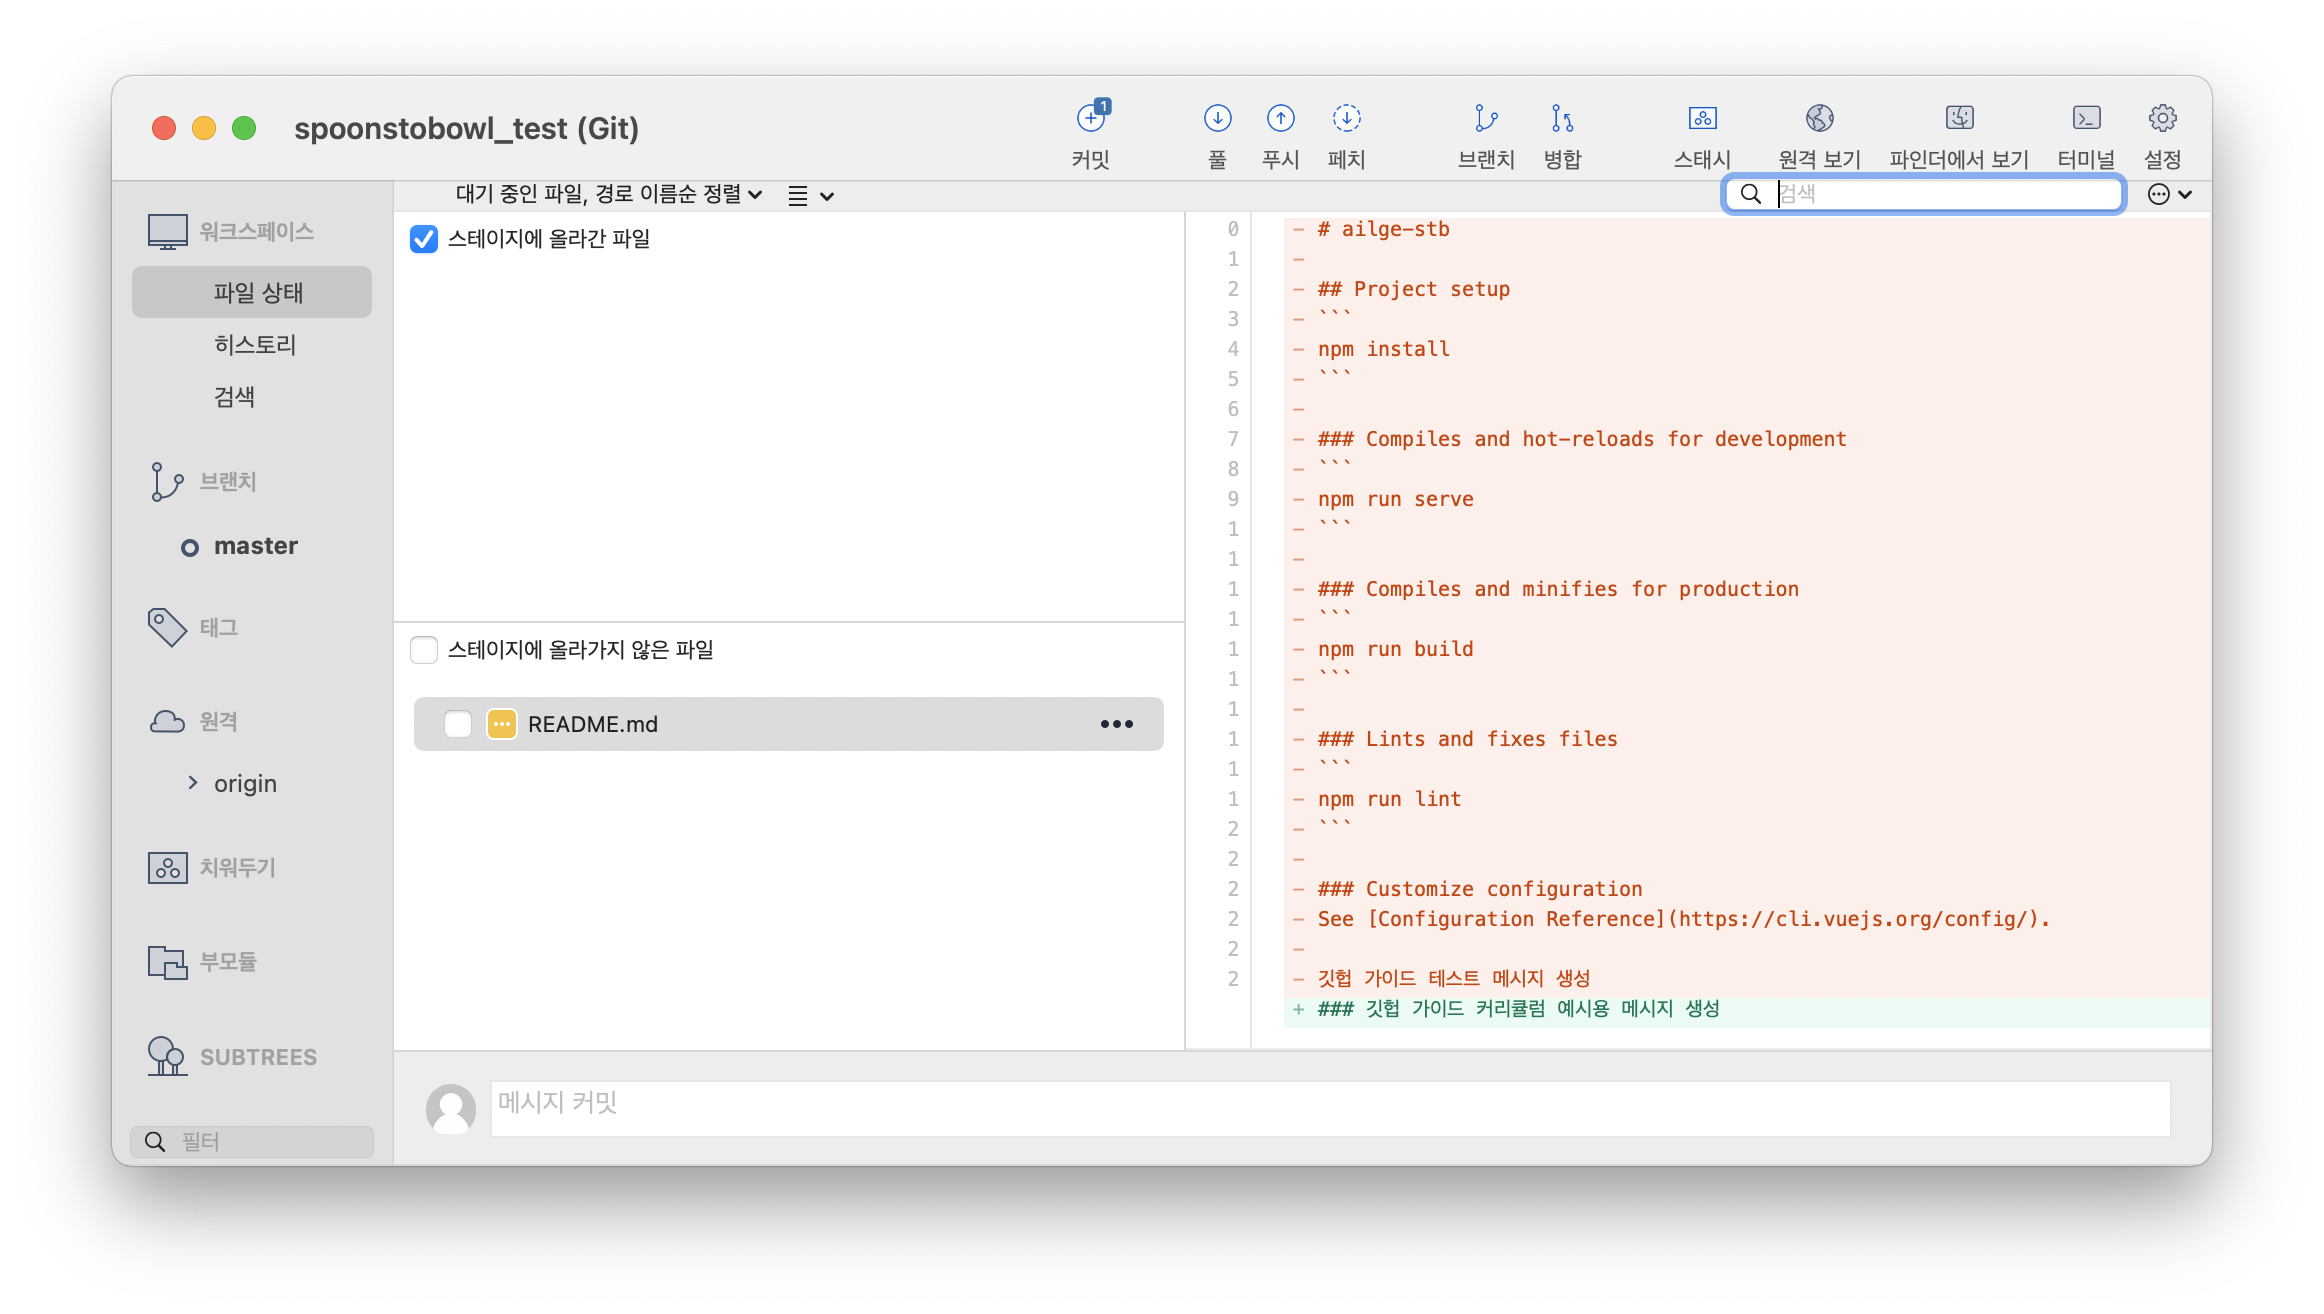 spoonstobowl_test (Git)
1
커밋
풀
푸시
페치
브랜치
병합
스태시
원격 보기
파인더에서 보기
터미널
설정
대기 중인 파일, 경로 이름순 정렬
검색
워크스페이스
파일 상태
히스토리
검색
브랜치
master
태그
원격
origin
치워두기
부모듈
SUBTREES
필터
스테이지에 올라간 파일
스테이지에 올라가지 않은 파일
README.md
0 - # ailge-stb
1 -
2 - ## Project setup
3 - ```
4 - npm install
5 - ```
6 -
7 - ### Compiles and hot-reloads for development
8 - ```
9 - npm run serve
1 - ```
1 -
1 - ### Compiles and minifies for production
1 - ```
1 - npm run build
1 - ```
1 -
1 - ### Lints and fixes files
1 - ```
1 - npm run lint
2 - ```
2 -
2 - ### Customize configuration
2 - See [Configuration Reference](https://cli.vuejs.org/config/).
2 -
2 - 깃헙 가이드 테스트 메시지 생성
+ ### 깃헙 가이드 커리큘럼 예시용 메시지 생성
메시지 커밋